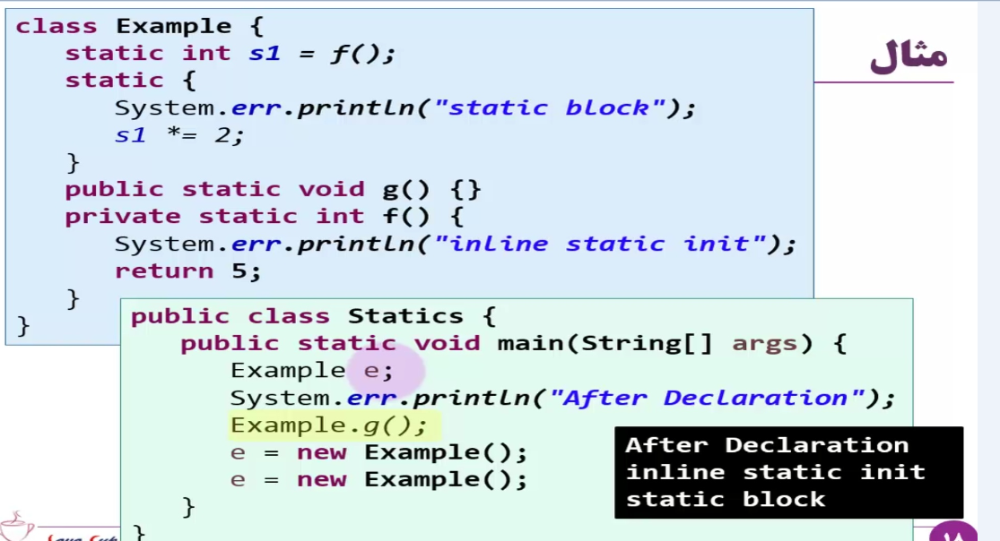 مثال
class Example {
static int s1 = f();
static {
System.err.println("static block");
s1 *= 2;
}
public static void g() {}
private static int f() {
System.err.println("inline static init");
return 5;
}
}
public class Statics {
public static void main(String[] args) {
Example e;
System.err.println("After Declaration");
Example.g();
e = new Example();
e = new Example();
}
}
After Declaration
inline static init
static block